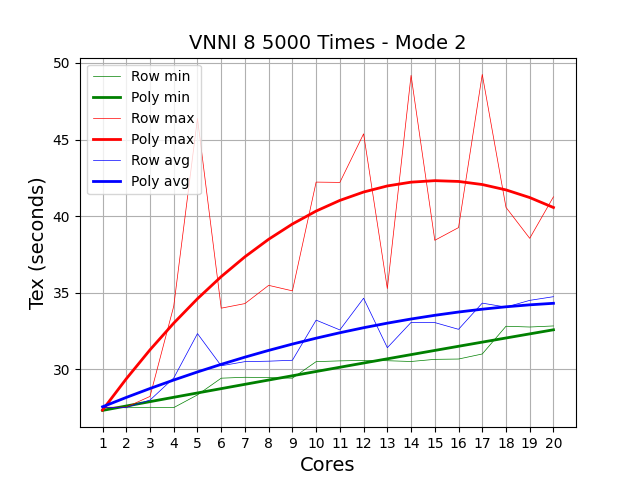 VNNI 8 5000 Times - Mode 2
50
45
40
35
30
Tex (seconds)
Row min
Poly min
Row max
Poly max
Row avg
Poly avg
1 2 3 4 5 6 7 8 9 10 11 12 13 14 15 16 17 18 19 20
Cores